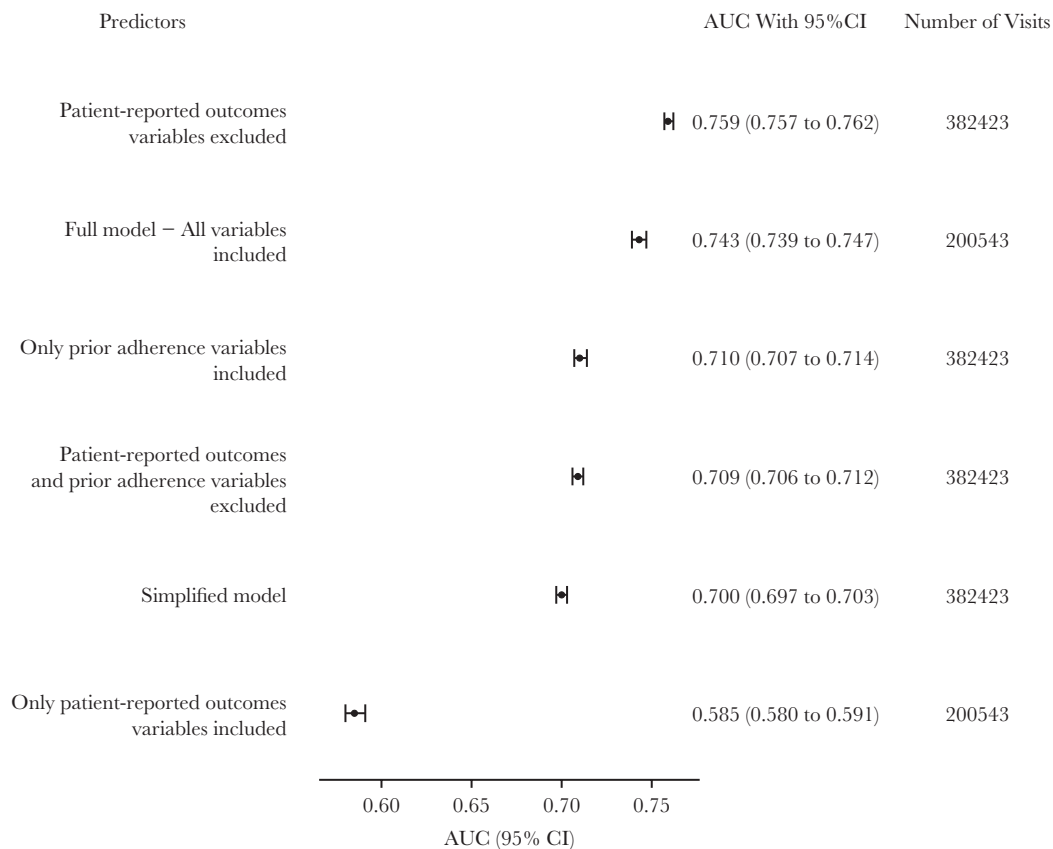 Predictors AUC With 95%CI Number of Visits
Patient-reported outcomes
variables excluded
0.759 (0.757 to 0.762) 382423
Full model − All variables
included
0.743 (0.739 to 0.747) 200543
Only prior adherence variables
included
0.710 (0.707 to 0.714) 382423
Patient-reported outcomes
and prior adherence variables
excluded
0.709 (0.706 to 0.712) 382423
Simplified model 0.700 (0.697 to 0.703) 382423
Only patient-reported outcomes
variables included
0.585 (0.580 to 0.591) 200543
0.60 0.65 0.70 0.75
AUC (95% CI)